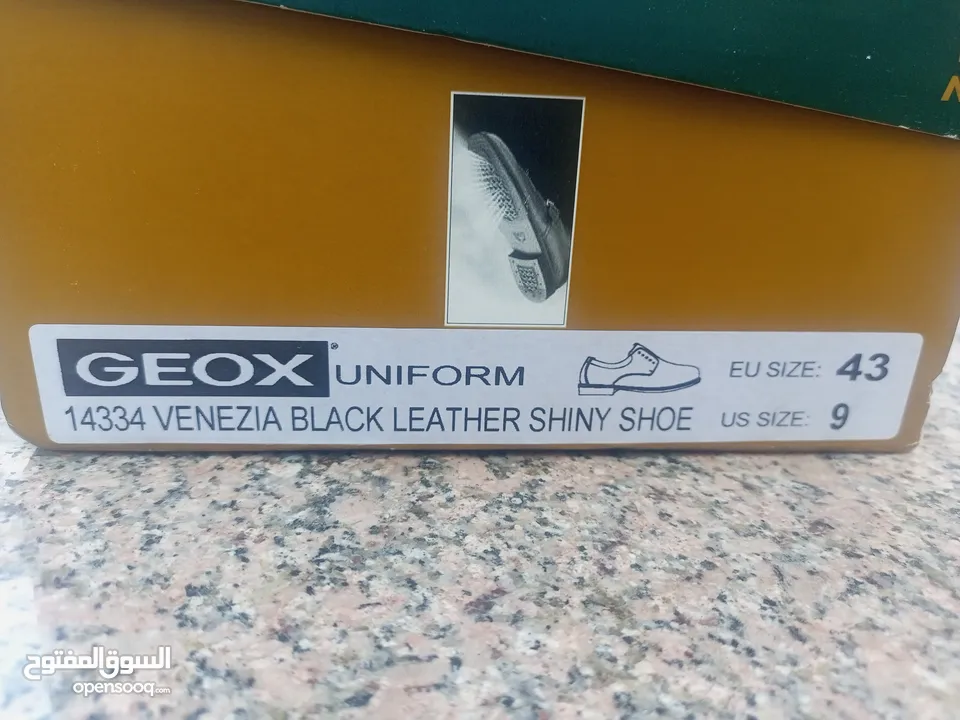 GEOX® UNIFORM EU SIZE: 43
14334 VENEZIA BLACK LEATHER SHINY SHOE US SIZE: 9
السوق المفتوح
opensooq.com